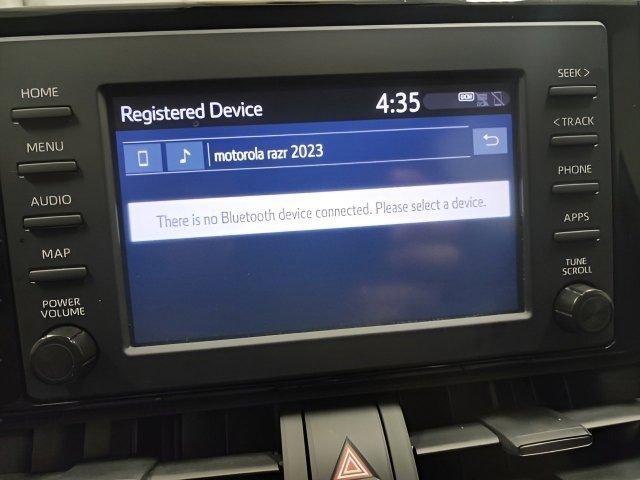 HOME
MENU
AUDIO
MAP
POWER
VOLUME
Registered Device
4:35
DCM
motorola razr 2023
There is no Bluetooth device connected. Please select a device.
SEEK >
< TRACK
PHONE
APPS
TUNE
SCROLL